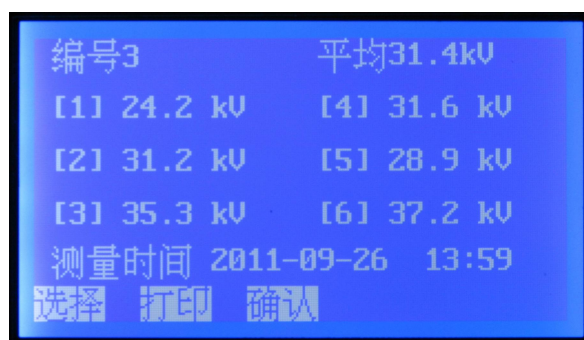 编号3 平均31.4kV
[1] 24.2 kV [4] 31.6 kV
[2] 31.2 kV [5] 28.9 kV
[3] 35.3 kV [6] 37.2 kV
测量时间 2011-09-26 13:59
选择 打印 确认